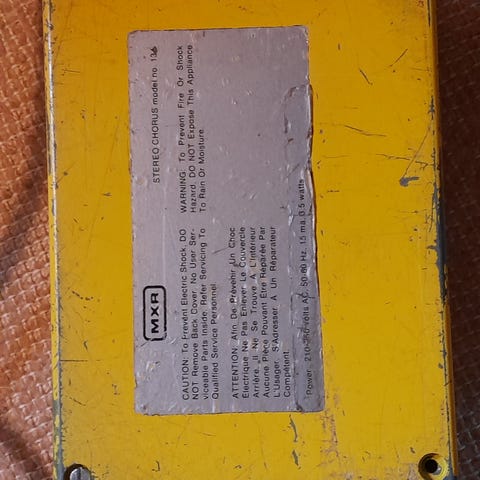 MXR
STEREO CHORUS model no. 136
CAUTION: To Prevent Electric Shock, DO
NOT Remove Back Cover. No User Ser-
viceable Parts Inside. Refer Servicing To
Qualified Service Personnel
WARNING: To Prevent Fire Or Shock
Hazard, DO NOT Expose This Appliance
To Rain Or Moisture.
ATTENTION: Afin De Prévenir Un Choc
Electrique Ne Pas Enlever Le Couvercle
Arrière. Il Ne Se Trouve A L'Intérieur
Aucune Pièce Pouvant Etre Réparée Par
L'Usager. S'Adresser A Un Réparateur
Compétent.
Power: volts AC, 50-60 Hz, 15 ma, 3.5 watts